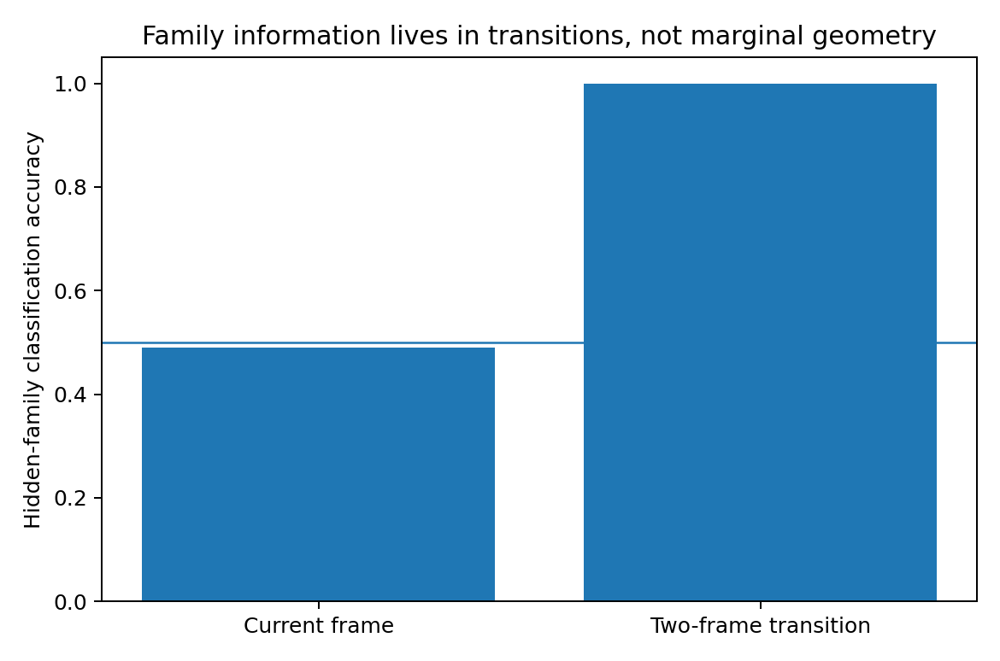 Family information lives in transitions, not marginal geometry
Hidden-family classification accuracy
1.0
0.8
0.6
0.4
0.2
0.0
Current frame
Two-frame transition